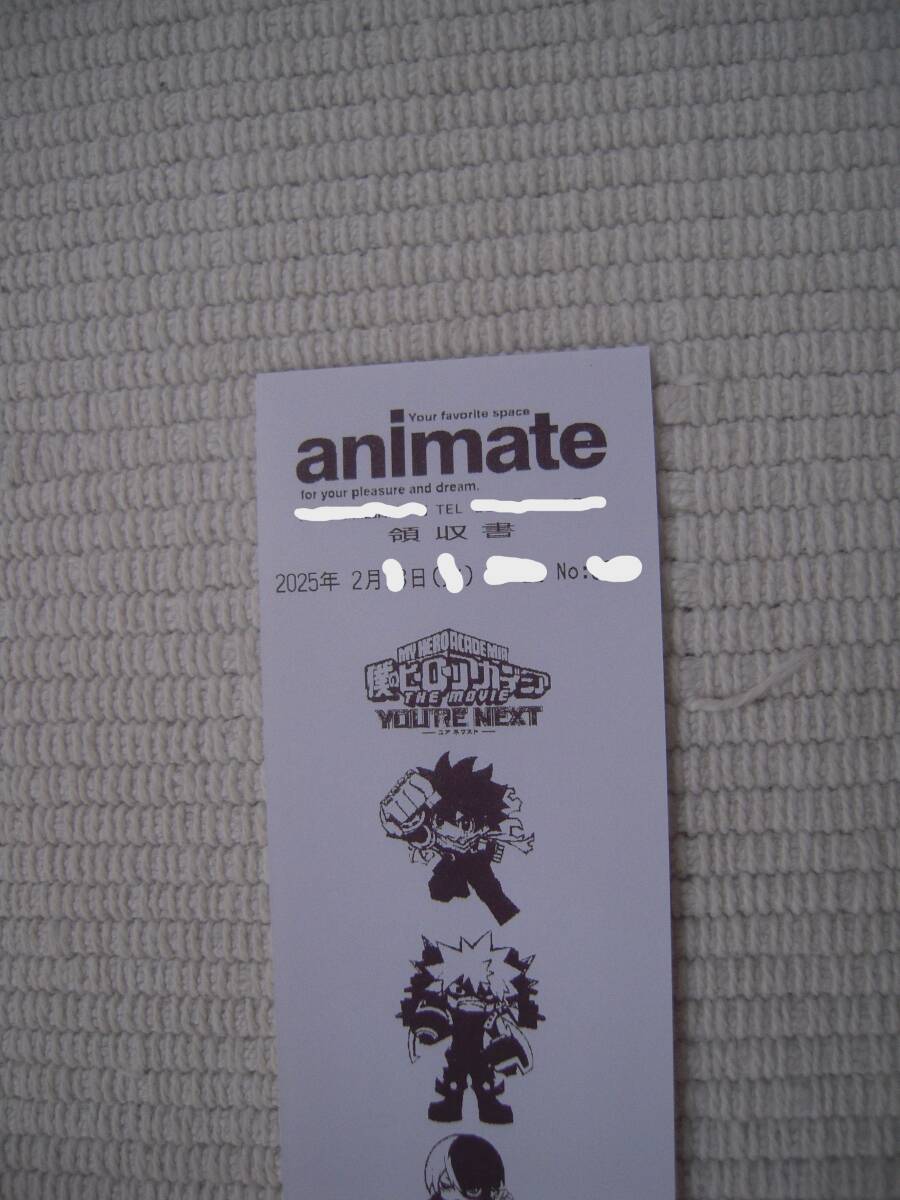 Your favorite space
animate
for your pleasure and dream.
TEL
領収書
2025年 2月 日( ) No:
MY HERO ACADEMIA
僕のヒーローアカデミア
THE MOVIE
YOU'RE NEXT
ユア ネクスト